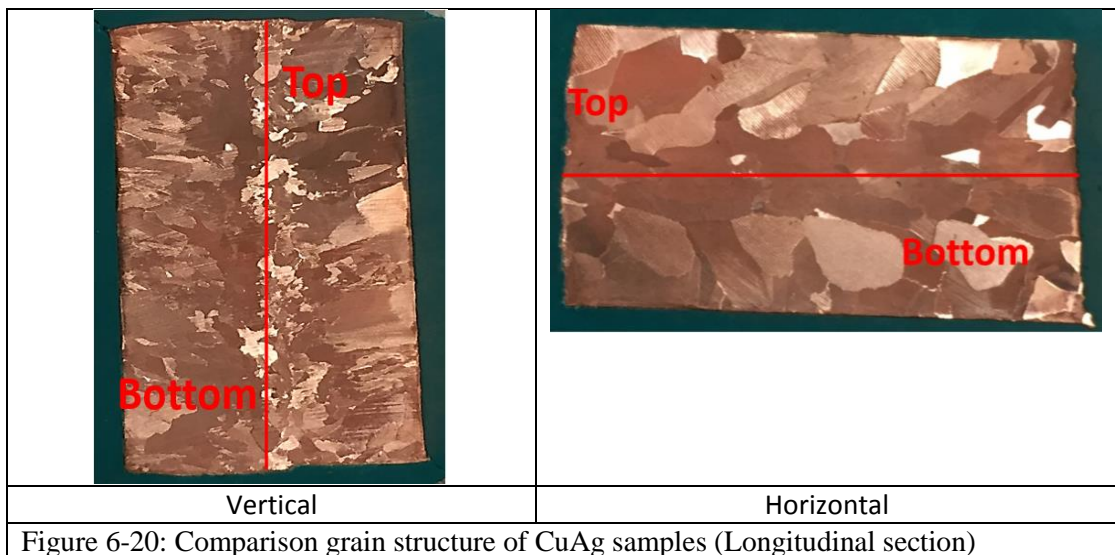 Top
Bottom
Top
Bottom
Vertical
Horizontal
Figure 6-20: Comparison grain structure of CuAg samples (Longitudinal section)